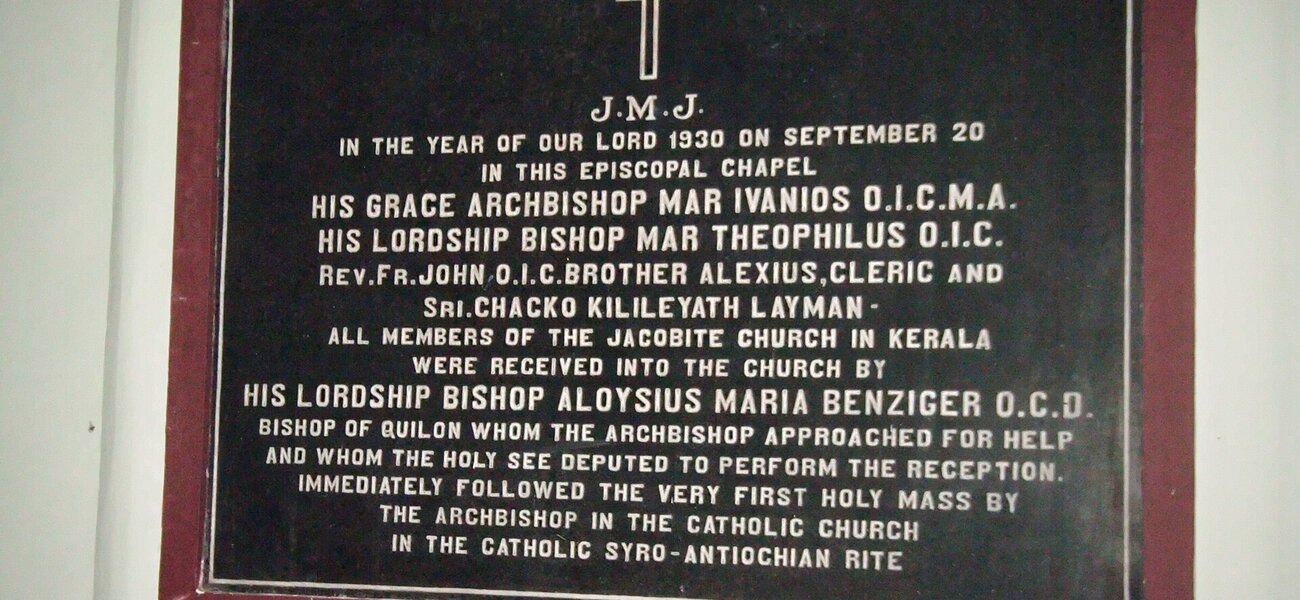 J.M.J.
IN THE YEAR OF OUR LORD 1930 ON SEPTEMBER 20
IN THIS EPISCOPAL CHAPEL
HIS GRACE ARCHBISHOP MAR IVANIOS O.I.C.M.A.
HIS LORDSHIP BISHOP MAR THEOPHILUS O.I.C.
REV.FR.JOHN,O.I.C.BROTHER ALEXIUS,CLERIC AND
SRI.CHACKO KILILEYATH LAYMAN-
ALL MEMBERS OF THE JACOBITE CHURCH IN KERALA
WERE RECEIVED INTO THE CHURCH BY
HIS LORDSHIP BISHOP ALOYSIUS MARIA BENZIGER O.C.D.
BISHOP OF QUILON WHOM THE ARCHBISHOP APPROACHED FOR HELP
AND WHOM THE HOLY SEE DEPUTED TO PERFORM THE RECEPTION.
IMMEDIATELY FOLLOWED THE VERY FIRST HOLY MASS BY
THE ARCHBISHOP IN THE CATHOLIC CHURCH
IN THE CATHOLIC SYRO-ANTIOCHIAN RITE